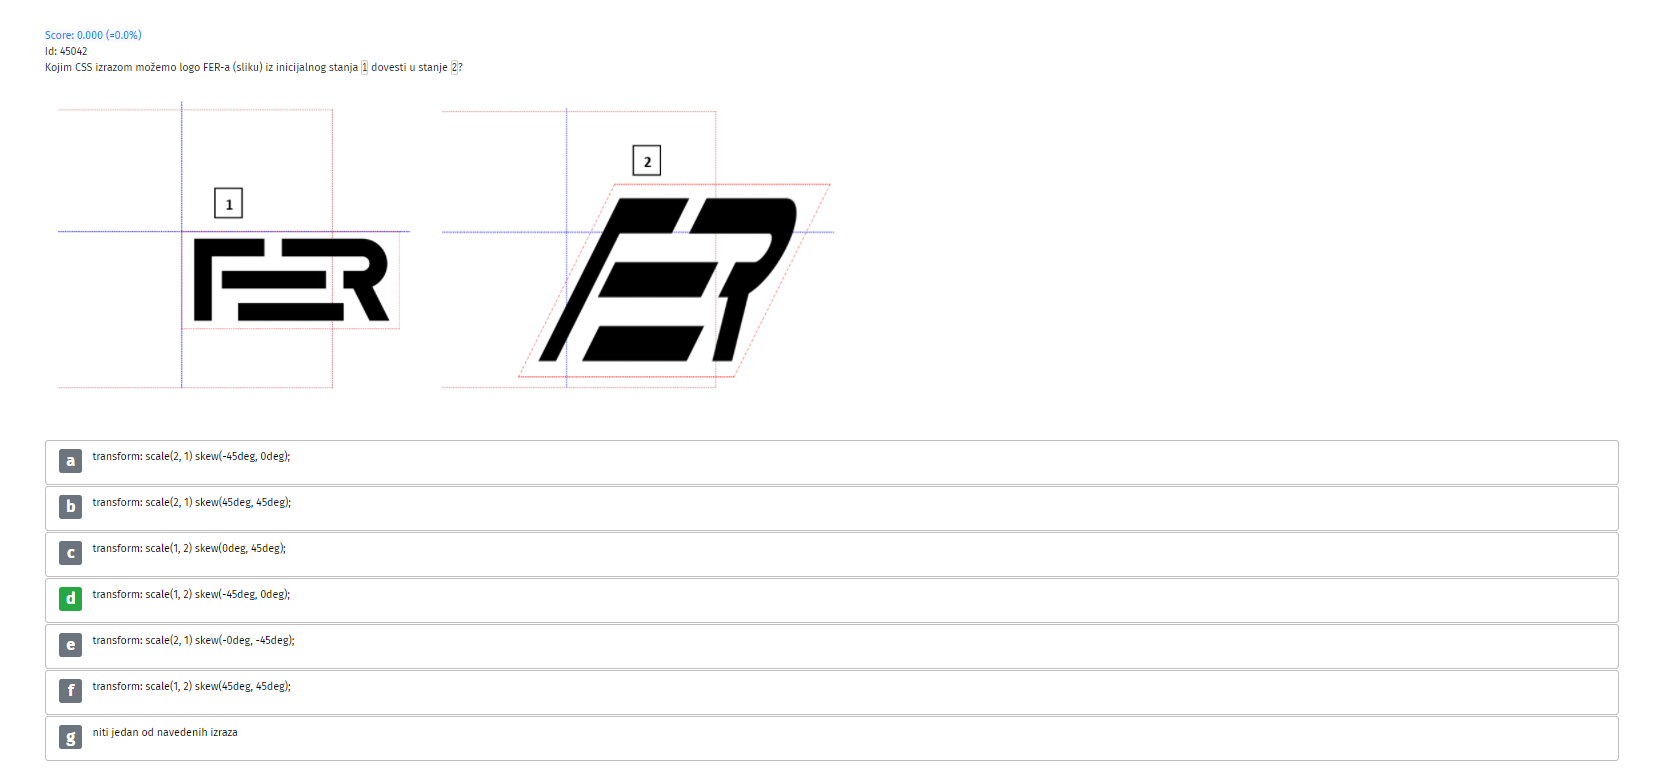 Score: 0.000 (=0.0%)
Id: 45042
Kojim CSS izrazom možemo logo FER-a (sliku) iz inicijalnog stanja 1 dovesti u stanje 2?
1
FER
2
FER
a transform: scale(2, 1) skew(-45deg, 0deg);
b transform: scale(2, 1) skew(45deg, 45deg);
c transform: scale(1, 2) skew(0deg, 45deg);
d transform: scale(1, 2) skew(-45deg, 0deg);
e transform: scale(2, 1) skew(-0deg, -45deg);
f transform: scale(1, 2) skew(45deg, 45deg);
g niti jedan od navedenih izraza